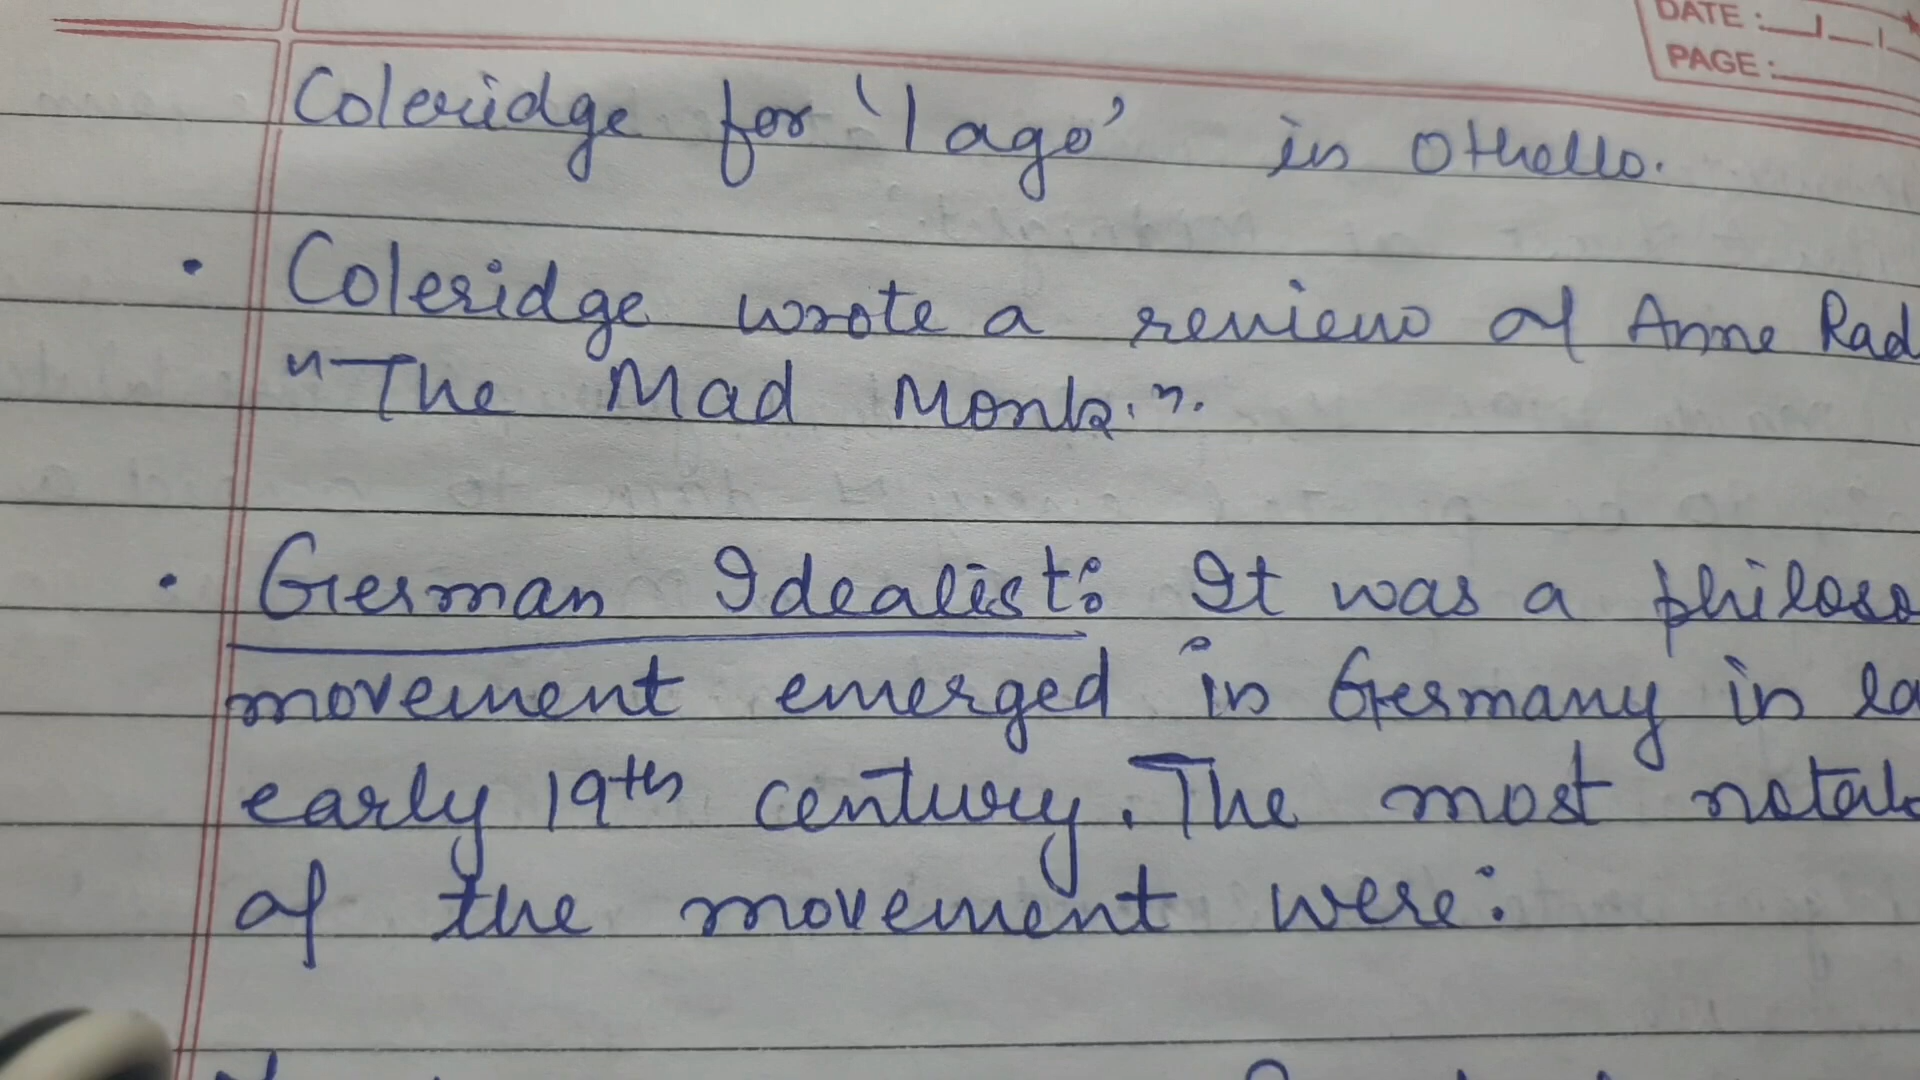 DATE :
PAGE :
Coleridge for 'Iago' in Othello.
• Coleridge wrote a review of Anne Rad
"The Mad Monk.".
• German Idealist: It was a philoso
movement emerged in Germany in la
early 19th century. The most notab
of the movement were: